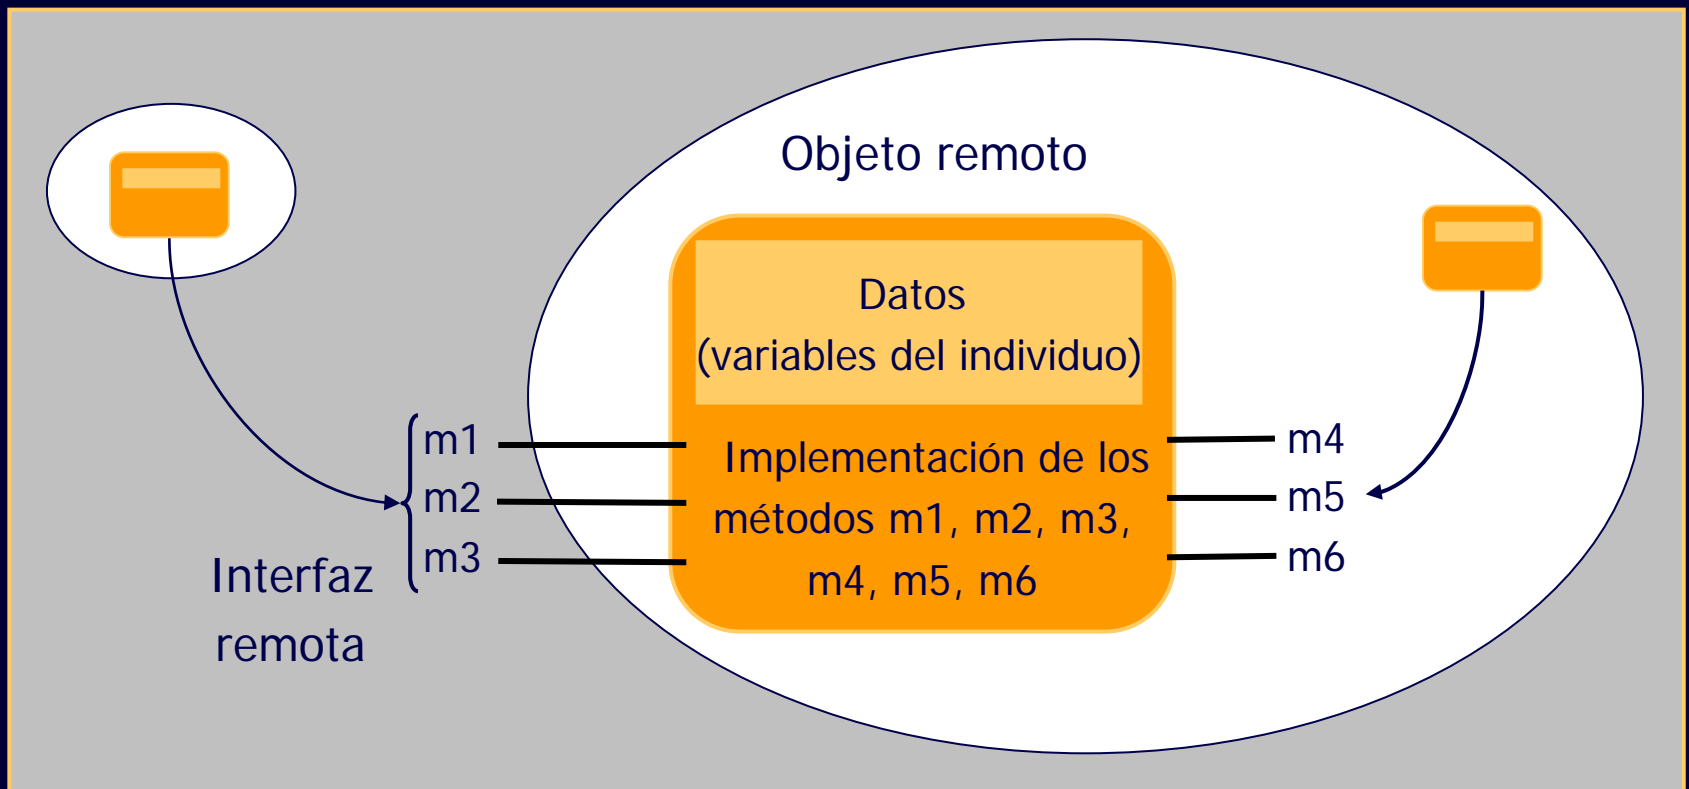 Objeto remoto
Datos
(variables del individuo)
m1
m2
m3
Implementación de los
métodos m1, m2, m3,
m4, m5, m6
m4
m5
m6
Interfaz
remota